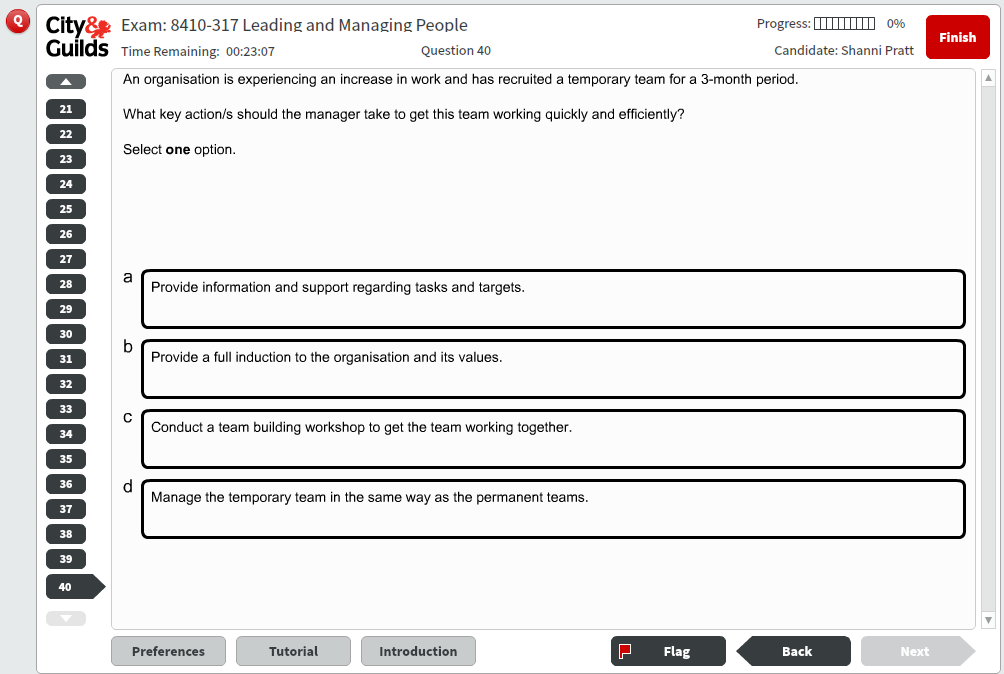 Q
City&
Guilds
Exam: 8410-317 Leading and Managing People
Time Remaining: 00:23:07
Question 40
Progress: 0%
Candidate: Shanni Pratt
Finish
21
22
23
24
25
26
27
28
29
30
31
32
33
34
35
36
37
38
39
40
An organisation is experiencing an increase in work and has recruited a temporary team for a 3-month period.
What key action/s should the manager take to get this team working quickly and efficiently?
Select one option.
a
Provide information and support regarding tasks and targets.
b
Provide a full induction to the organisation and its values.
c
Conduct a team building workshop to get the team working together.
d
Manage the temporary team in the same way as the permanent teams.
Preferences
Tutorial
Introduction
Flag
Back
Next